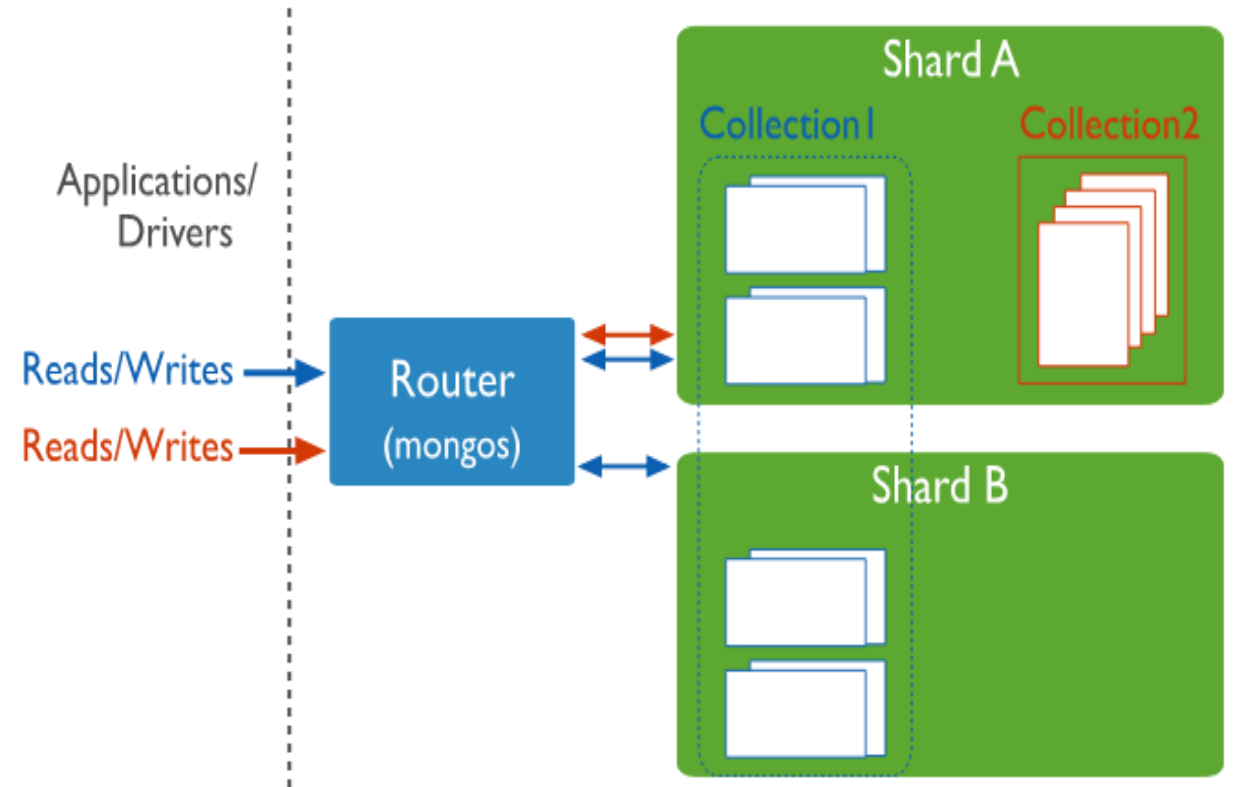 Applications/
Drivers
Reads/Writes
Reads/Writes
Router
(mongos)
Shard A
Collection1
Collection2
Shard B